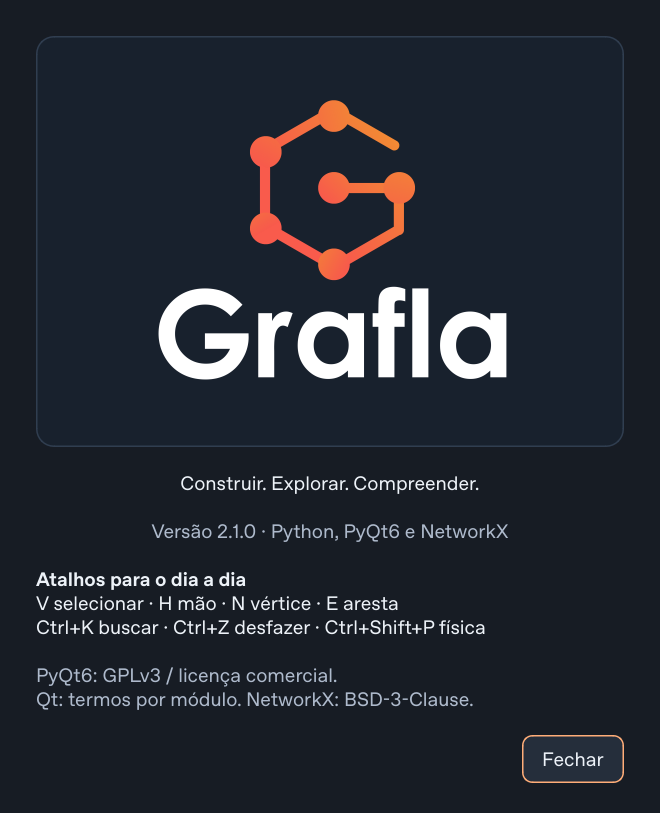 Grafla
Construir. Explorar. Compreender.
Versão 2.1.0 · Python, PyQt6 e NetworkX
Atalhos para o dia a dia
V selecionar · H mão · N vértice · E aresta
Ctrl+K buscar · Ctrl+Z desfazer · Ctrl+Shift+P física
PyQt6: GPLv3 / licença comercial.
Qt: termos por módulo. NetworkX: BSD-3-Clause.
Fechar